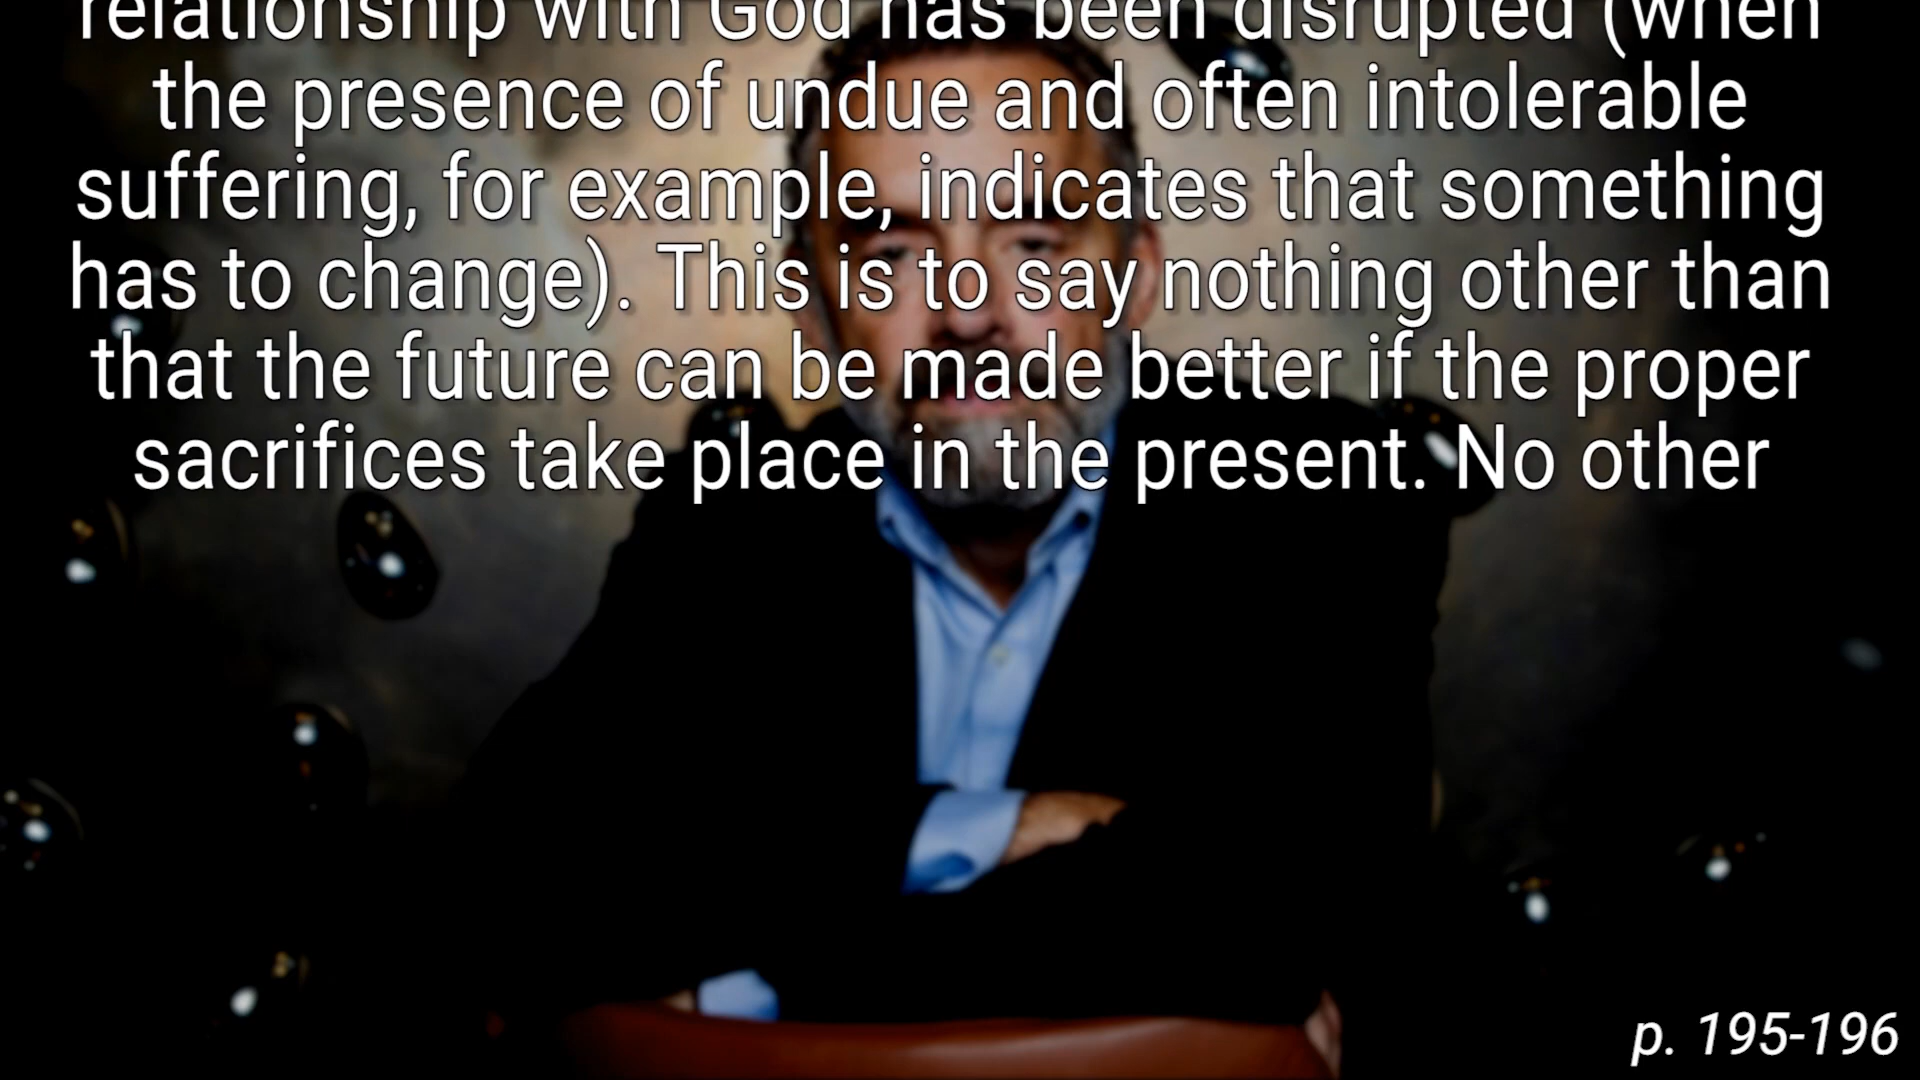 relationship with God has been disrupted (when
the presence of undue and often intolerable
suffering, for example, indicates that something
has to change). This is to say nothing other than
that the future can be made better if the proper
sacrifices take place in the present. No other
p. 195-196